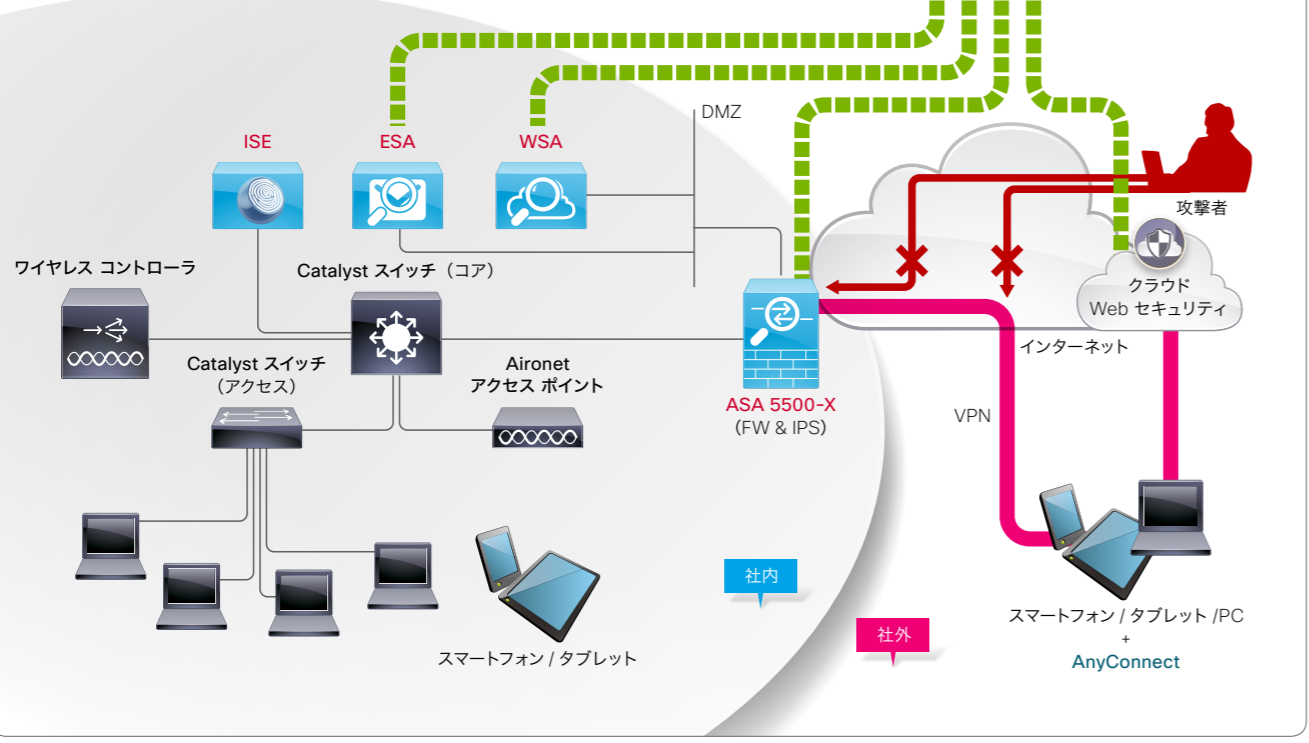 DMZ
ISE
ESA
WSA
攻撃者
ワイヤレス コントローラ
Catalyst スイッチ（コア）
クラウド
Web セキュリティ
インターネット
Catalyst スイッチ
（アクセス）
Aironet
アクセス ポイント
ASA 5500-X
（FW & IPS）
VPN
社内
社外
スマートフォン / タブレット
スマートフォン / タブレット /PC
+
AnyConnect